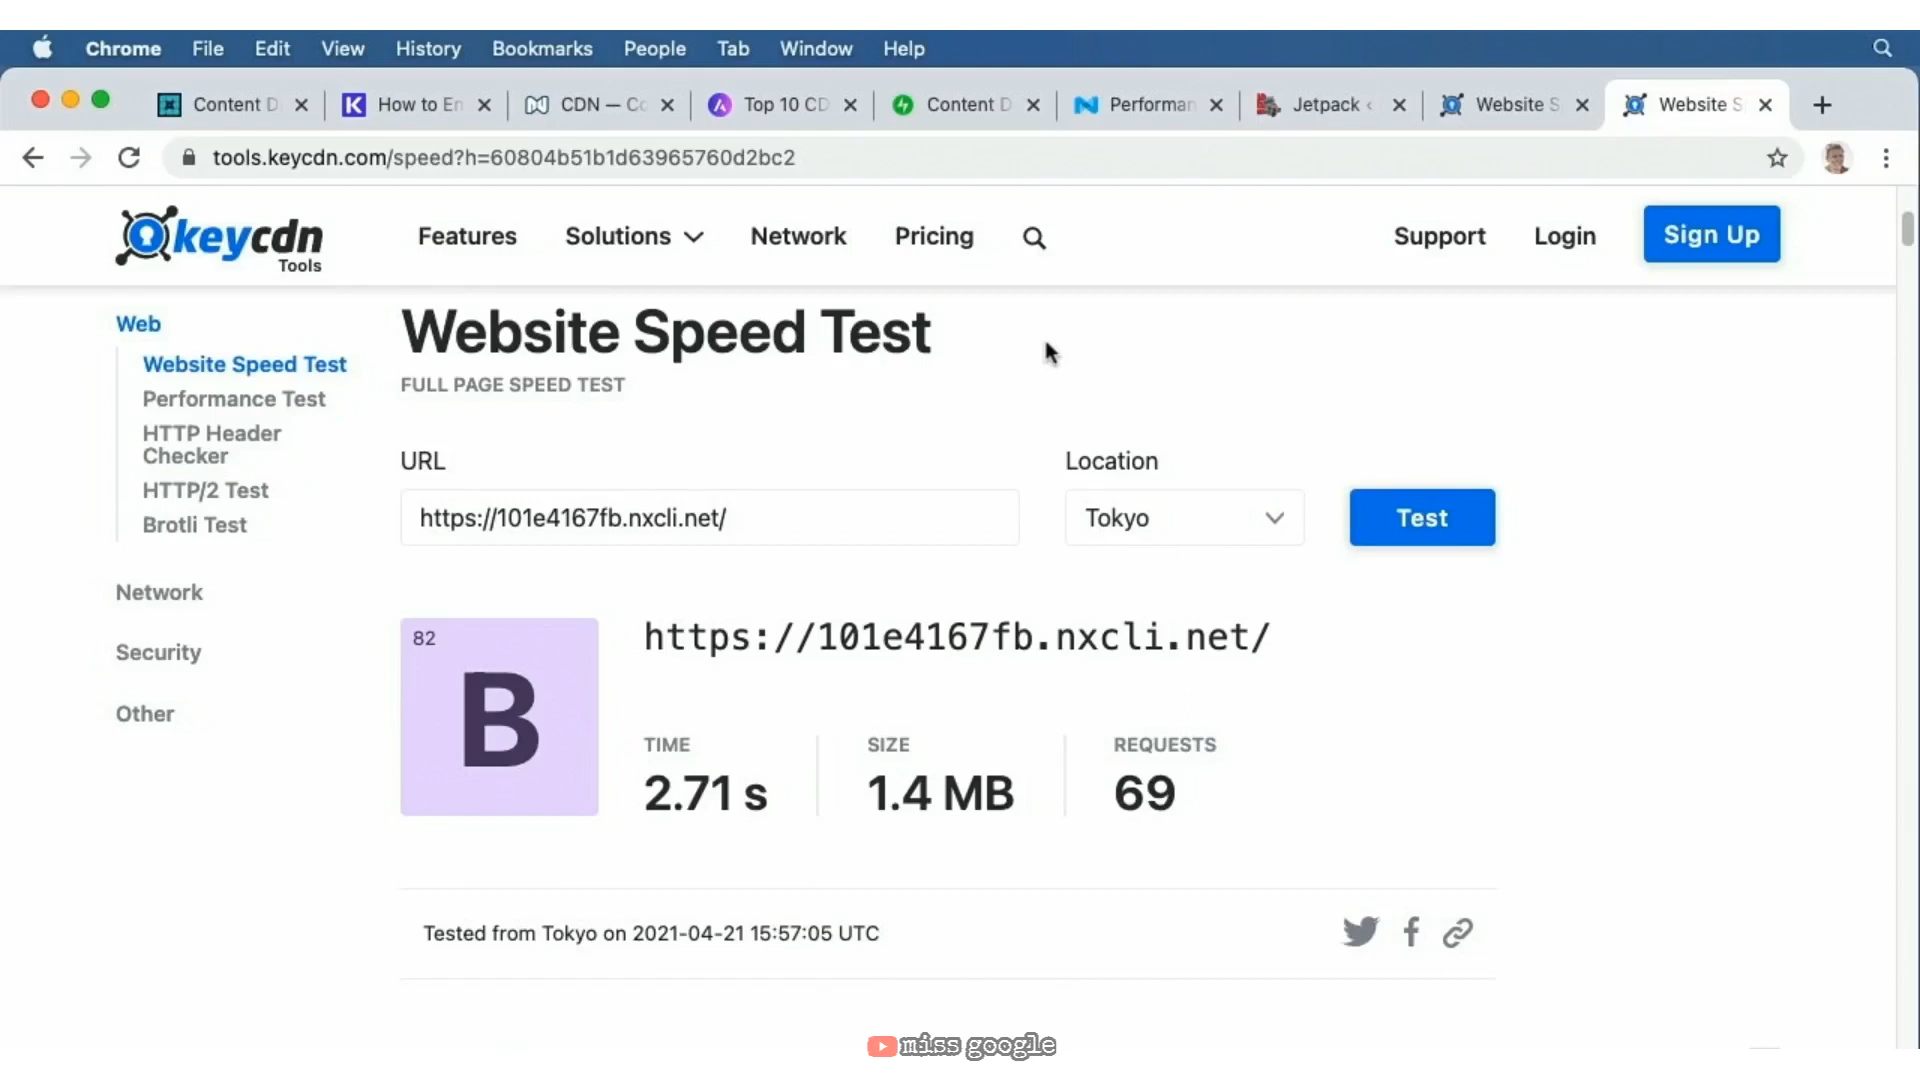 Chrome File Edit View History Bookmarks People Tab Window Help
Content D How to En CDN — Co Top 10 CD Content D Performan Jetpack ‹ Website S Website S
tools.keycdn.com/speed?h=60804b51b1d63965760d2bc2
keycdn
Tools
Features Solutions Network Pricing Support Login Sign Up
Web
Website Speed Test
Performance Test
HTTP Header
Checker
HTTP/2 Test
Brotli Test
Network
Security
Other
Website Speed Test
FULL PAGE SPEED TEST
URL Location
https://101e4167fb.nxcli.net/ Tokyo Test
82
B
https://101e4167fb.nxcli.net/
TIME SIZE REQUESTS
2.71 s 1.4 MB 69
Tested from Tokyo on 2021-04-21 15:57:05 UTC
miss google